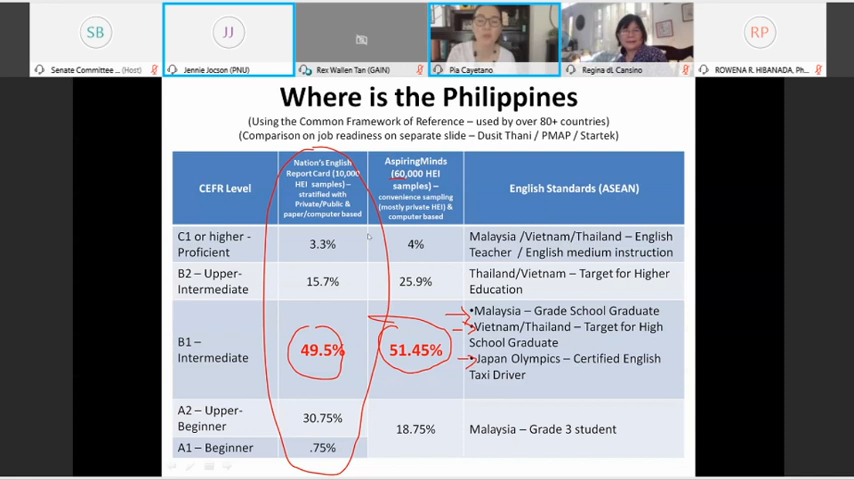 SB
JJ
RP
Senate Committee ... (Host)
Jennie Jocson (PNU)
Rex Wallen Tan (GAIN)
Pia Cayetano
Regina dL Cansino
ROWENA R. HIBANADA, Ph...
Where is the Philippines
(Using the Common Framework of Reference – used by over 80+ countries)
(Comparison on job readiness on separate slide – Dusit Thani / PMAP / Startek)
CEFR Level
Nation's English
Report Card (10,000
HEI samples) –
stratified with
Private/Public &
paper/computer based
AspiringMinds
(60,000 HEI
samples) –
convenience sampling
(mostly private HEI) &
computer based
English Standards (ASEAN)
C1 or higher -
Proficient
3.3%
4%
Malaysia /Vietnam/Thailand – English
Teacher / English medium instruction
B2 – Upper-
Intermediate
15.7%
25.9%
Thailand/Vietnam – Target for Higher
Education
B1 –
Intermediate
49.5%
51.45%
•Malaysia – Grade School Graduate
•Vietnam/Thailand – Target for High
School Graduate
•Japan Olympics – Certified English
Taxi Driver
A2 – Upper-
Beginner
30.75%
18.75%
Malaysia – Grade 3 student
A1 – Beginner
.75%